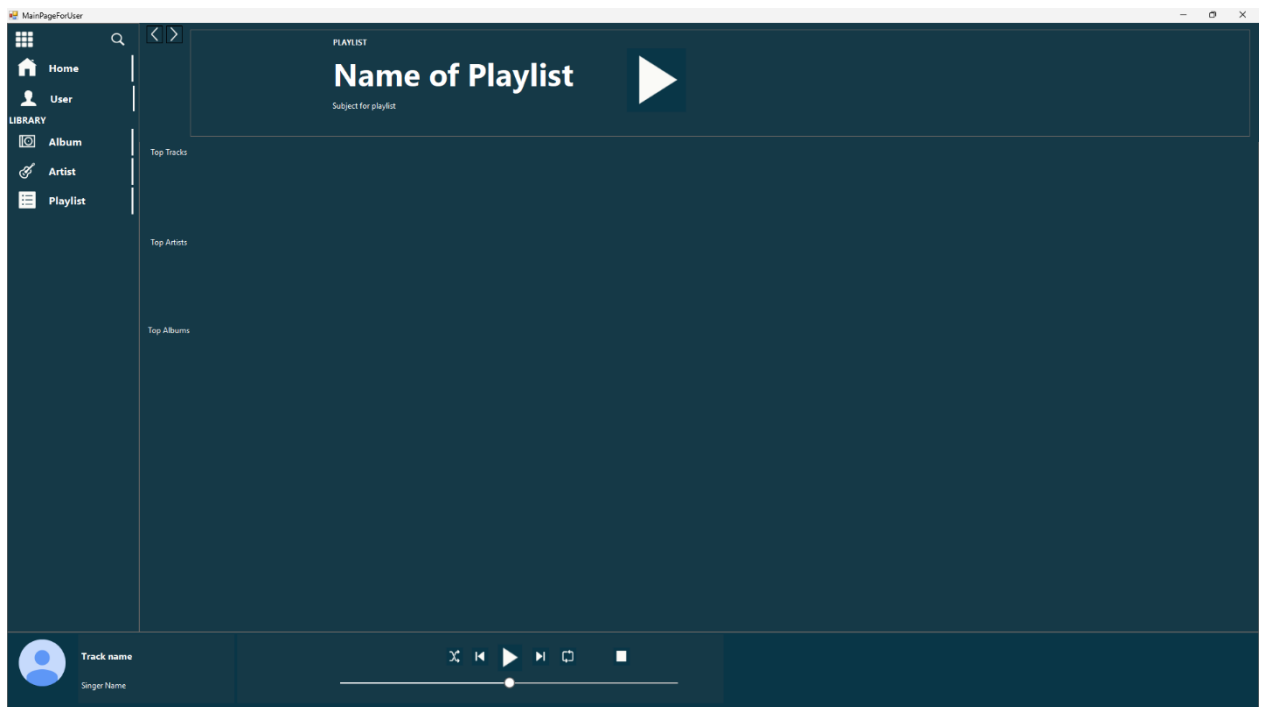 MainPageForUser
Home
User
LIBRARY
Album
Artist
Playlist
PLAYLIST
Name of Playlist
Subject for playlist
Top Tracks
Top Artists
Top Albums
Track name
Singer Name